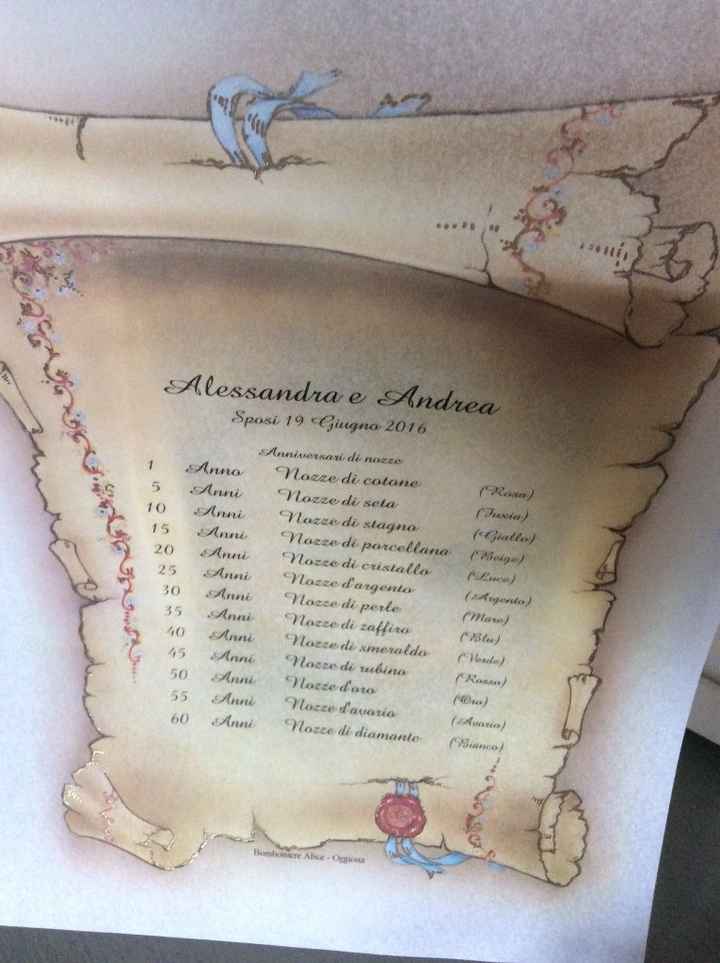 Alessandra e Andrea
Sposi 19 Giugno 2016
Anniversari di nozze
1 Anno Nozze di cotone (Rosa)
5 Anni Nozze di seta (Fuxia)
10 Anni Nozze di stagno (Giallo)
15 Anni Nozze di porcellana (Beige)
20 Anni Nozze di cristallo (Luce)
25 Anni Nozze d'argento (Argento)
30 Anni Nozze di perle (Mare)
35 Anni Nozze di zaffiro (Blu)
40 Anni Nozze di smeraldo (Verde)
45 Anni Nozze di rubino (Rosso)
50 Anni Nozze d'oro (Oro)
55 Anni Nozze d'avorio (Avorio)
60 Anni Nozze di diamante (Bianco)
Bomboniere Alice - Oggiona